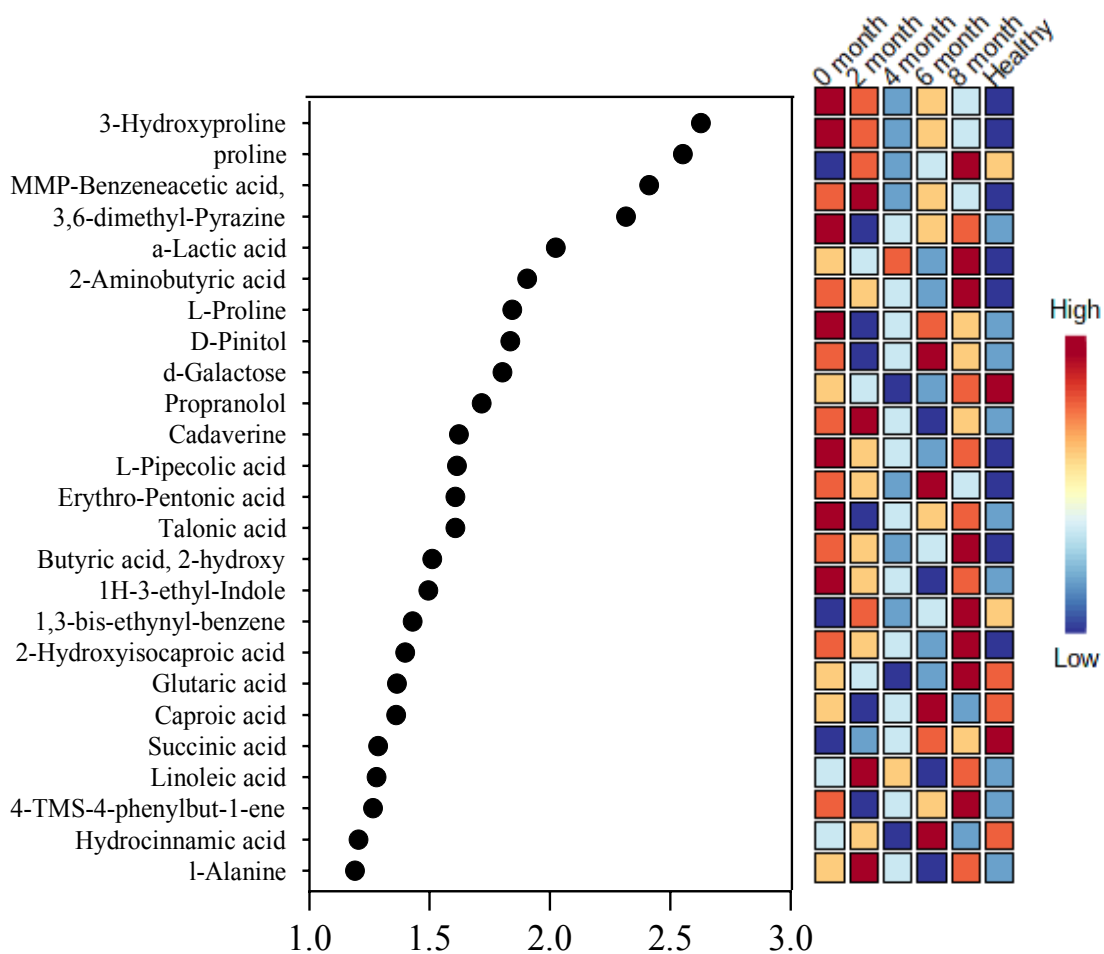 0 month
2 month
4 month
6 month
8 month
Healthy
3-Hydroxyproline
proline
MMP-Benzeneacetic acid,
3,6-dimethyl-Pyrazine
a-Lactic acid
2-Aminobutyric acid
L-Proline
D-Pinitol
d-Galactose
Propranolol
Cadaverine
L-Pipecolic acid
Erythro-Pentonic acid
Talonic acid
Butyric acid, 2-hydroxy
1H-3-ethyl-Indole
1,3-bis-ethynyl-benzene
2-Hydroxyisocaproic acid
Glutaric acid
Caproic acid
Succinic acid
Linoleic acid
4-TMS-4-phenylbut-1-ene
Hydrocinnamic acid
l-Alanine
1.0 1.5 2.0 2.5 3.0
High
Low